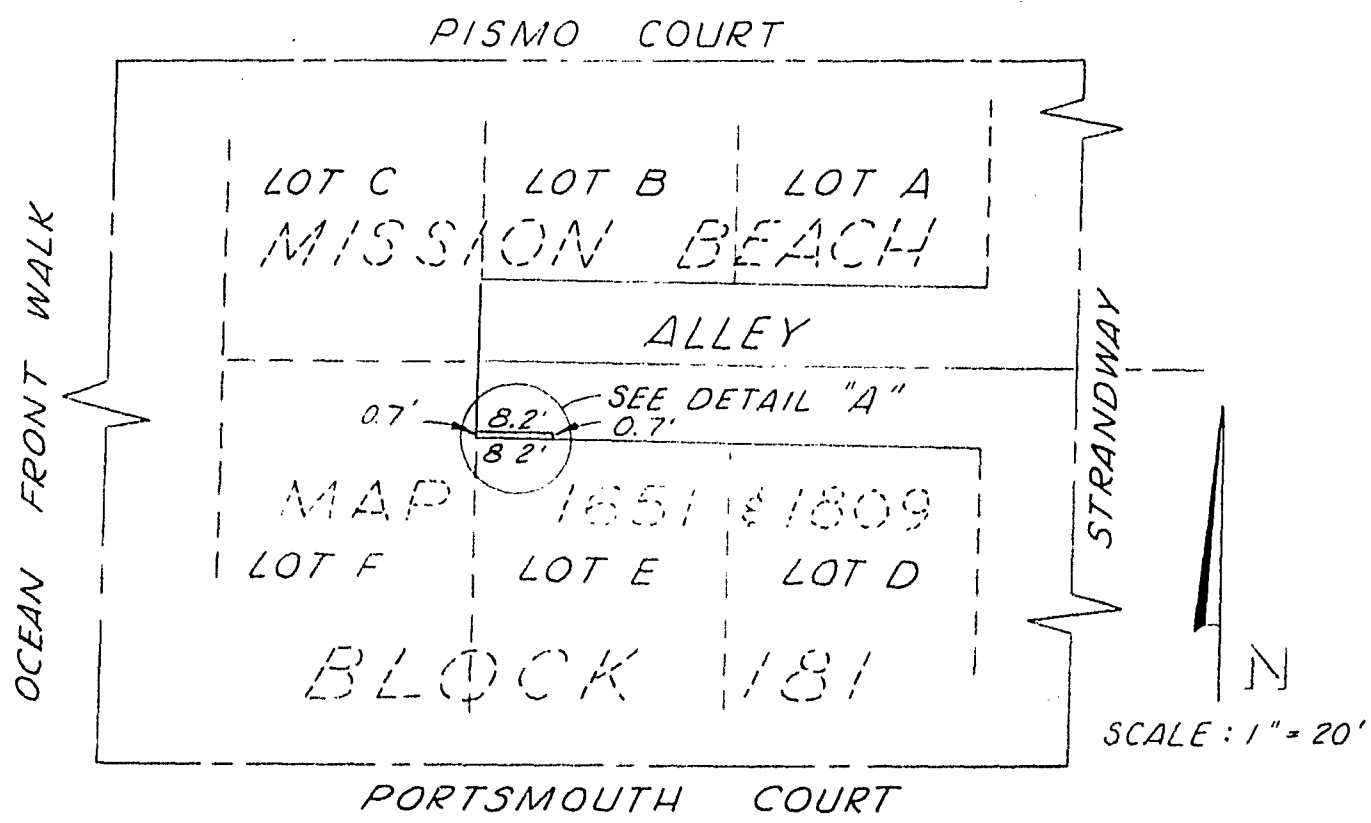 PISMO COURT
LOT C LOT B LOT A
MISSION BEACH
OCEAN FRONT WALK
ALLEY
STRANDWAY
SEE DETAIL "A"
0.7' 8.2' 0.7'
8 2'
MAP 1651 & 1809
LOT F LOT E LOT D
BLOCK 181
N
SCALE: 1" = 20'
PORTSMOUTH COURT